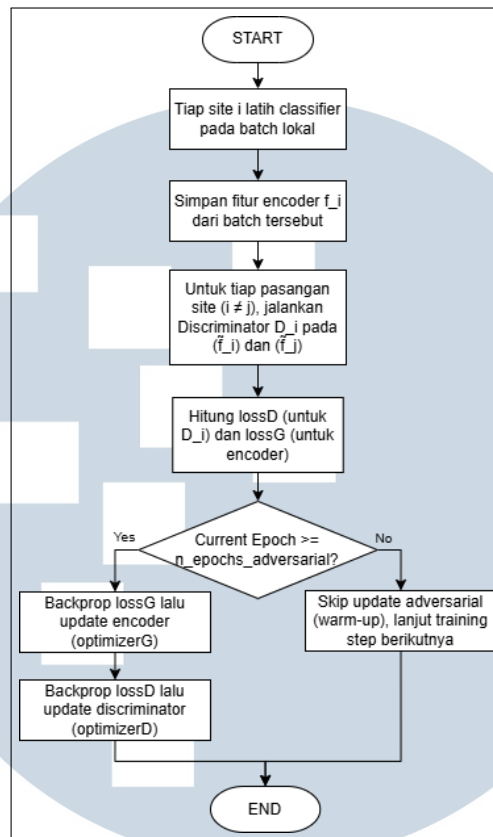 START
Tiap site i latih classifier
pada batch lokal
Simpan fitur encoder f_i
dari batch tersebut
Untuk tiap pasangan
site (i ≠ j), jalankan
Discriminator D_i pada
(f̃_i) dan (f̃_j)
Hitung lossD (untuk
D_i) dan lossG (untuk
encoder)
Current Epoch >=
n_epochs_adversarial?
Yes
No
Backprop lossG lalu
update encoder
(optimizerG)
Skip update adversarial
(warm-up), lanjut training
step berikutnya
Backprop lossD lalu
update discriminator
(optimizerD)
END